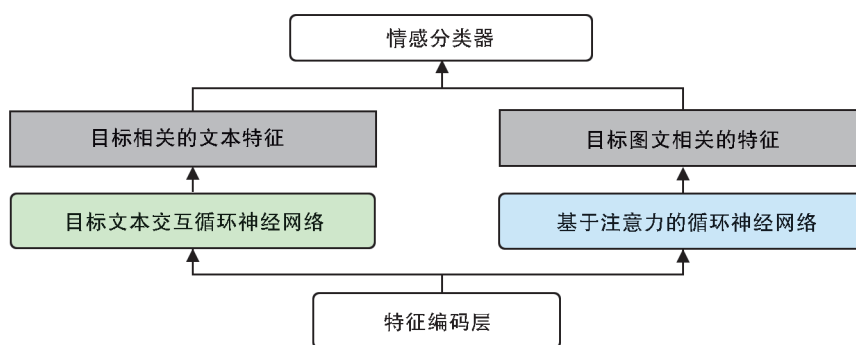 情感分类器
目标相关的文本特征
目标图文相关的特征
目标文本交互循环神经网络
基于注意力的循环神经网络
特征编码层